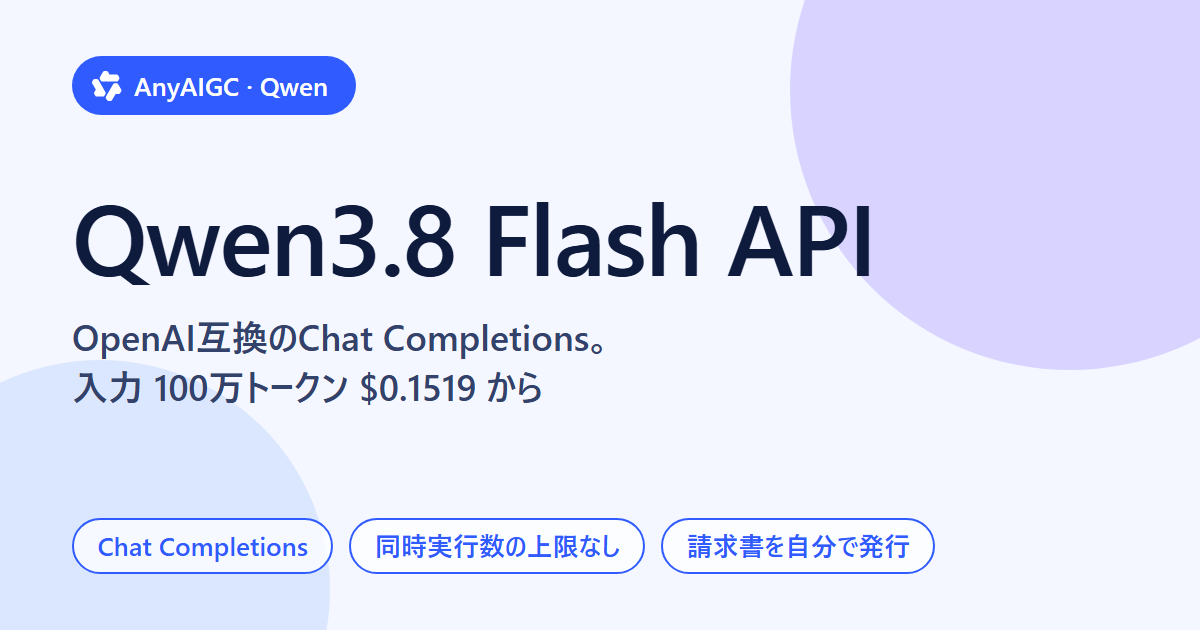 AnyAIGC · Qwen
Qwen3.8 Flash API
OpenAI互換のChat Completions。
入力 100万トークン $0.1519 から
Chat Completions
同時実行数の上限なし
請求書を自分で発行